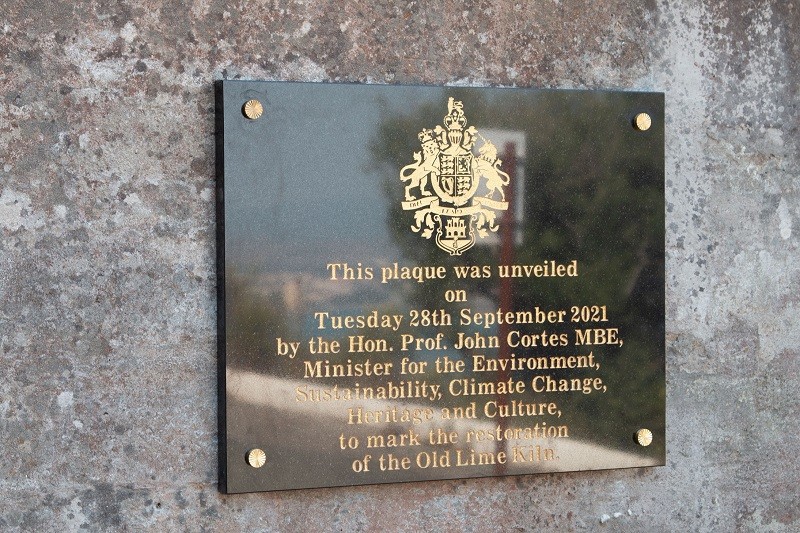 This plaque was unveiled
on
Tuesday 28th September 2021
by the Hon. Prof. John Cortes MBE,
Minister for the Environment,
Sustainability, Climate Change,
Heritage and Culture,
to mark the restoration
of the Old Lime Kiln.